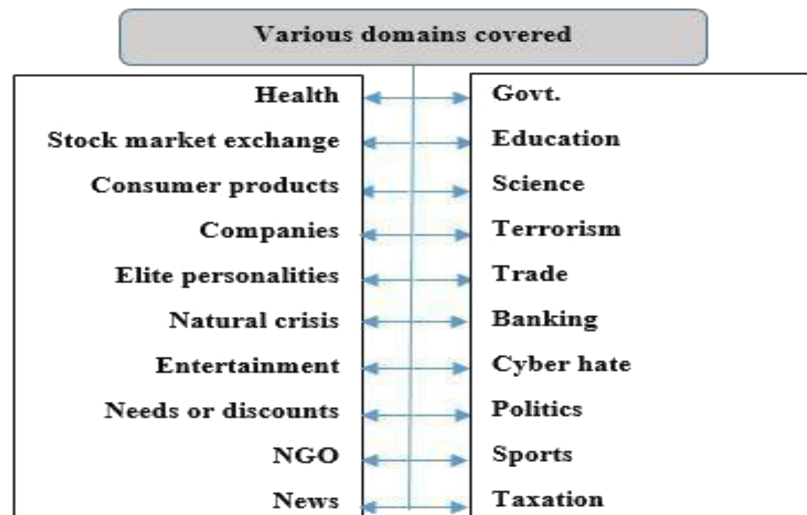 Various domains covered
Health
Govt.
Stock market exchange
Education
Consumer products
Science
Companies
Terrorism
Elite personalities
Trade
Natural crisis
Banking
Entertainment
Cyber hate
Needs or discounts
Politics
NGO
Sports
News
Taxation